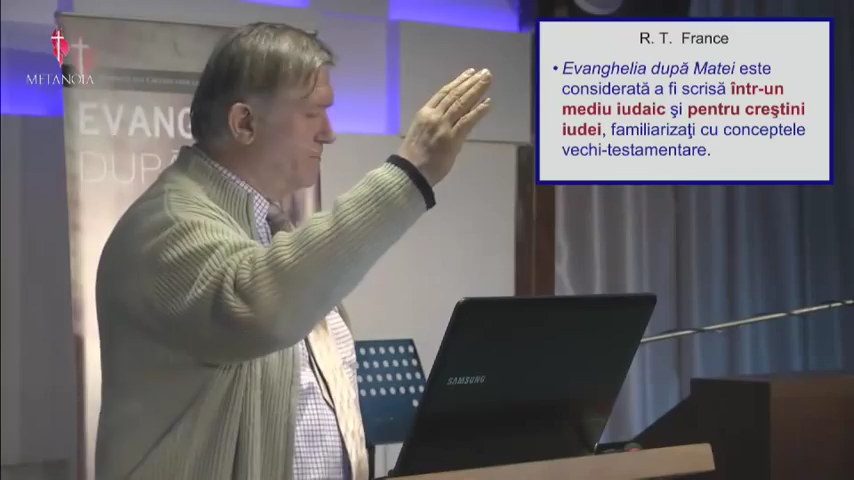 METANOIA
EVANG
DUPĂ
R. T. France
• Evanghelia după Matei este
considerată a fi scrisă într-un
mediu iudaic şi pentru creştini
iudei, familiarizaţi cu conceptele
vechi-testamentare.
SAMSUNG